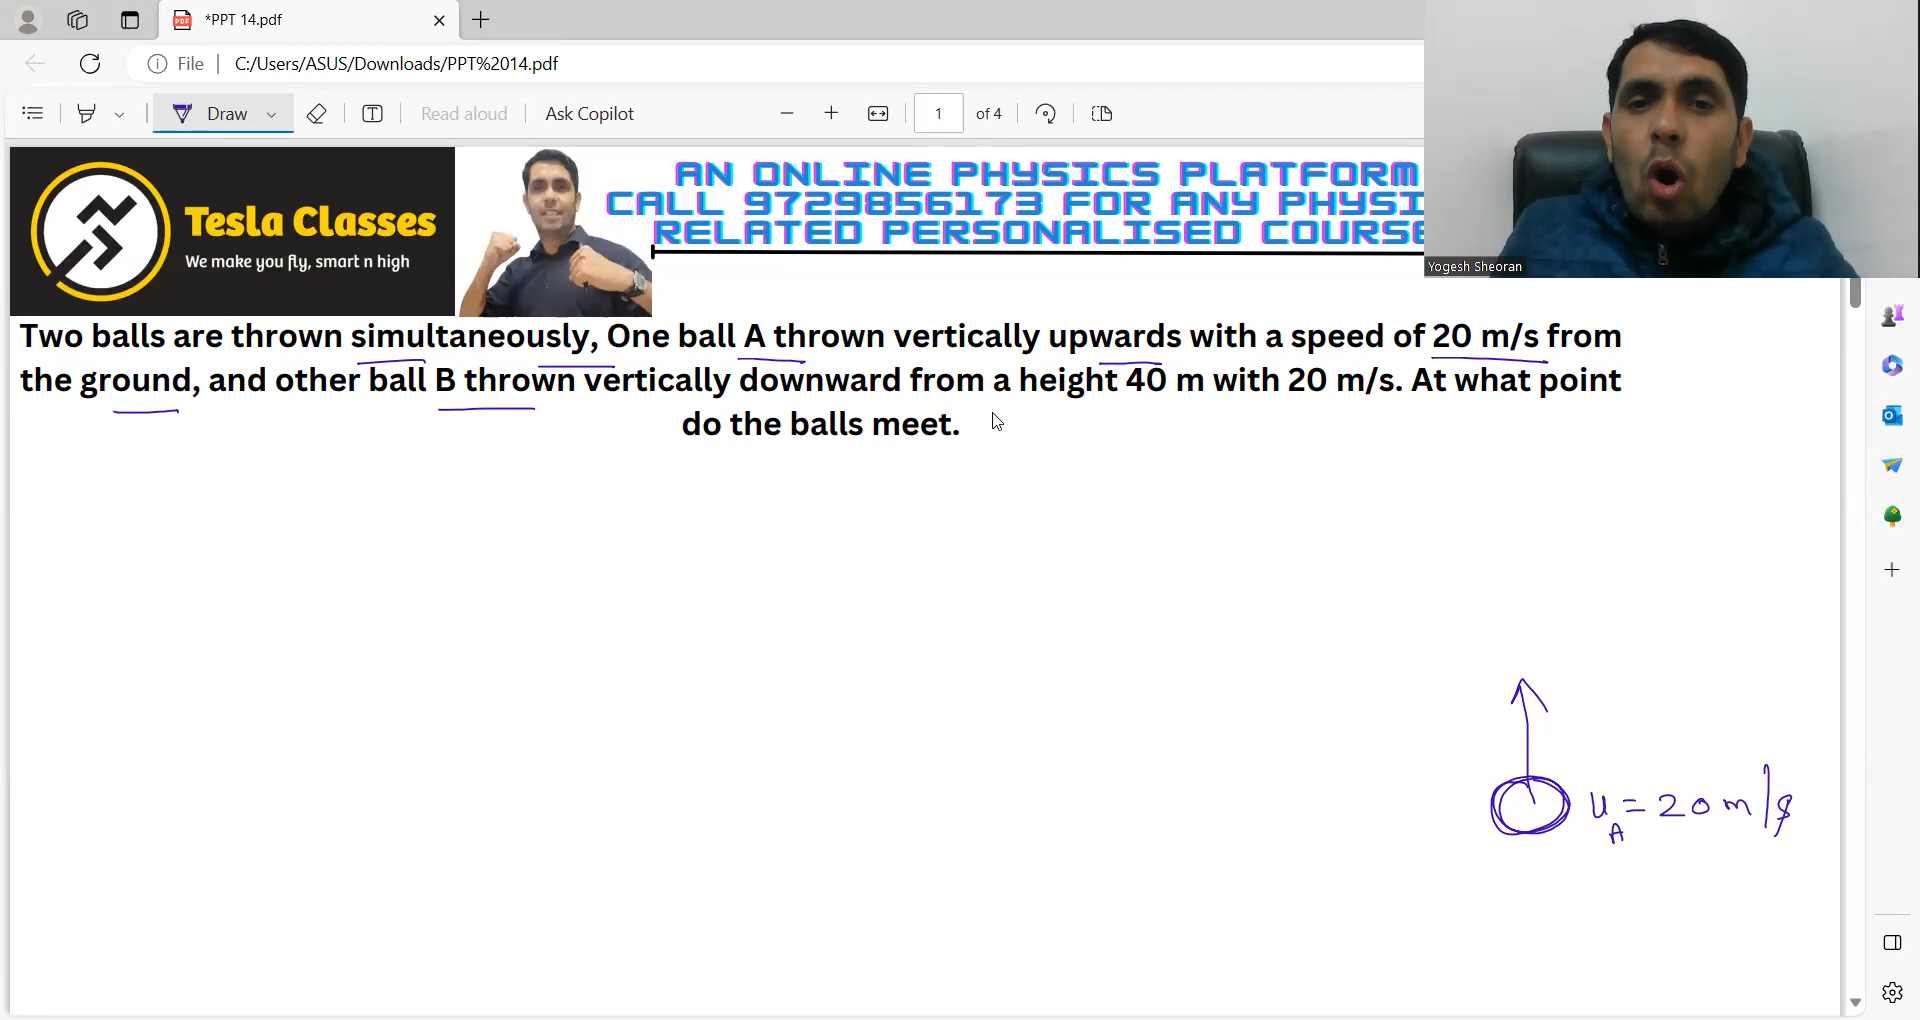 *PPT 14.pdf
File
C:/Users/ASUS/Downloads/PPT%2014.pdf
Draw
Read aloud
Ask Copilot
1
of 4
Tesla Classes
We make you fly, smart n high
AN ONLINE PHYSICS PLATFORM
CALL 9729856173 FOR ANY PHYSI
RELATED PERSONALISED COURSE
Yogesh Sheoran
Two balls are thrown simultaneously, One ball A thrown vertically upwards with a speed of 20 m/s from
the ground, and other ball B thrown vertically downward from a height 40 m with 20 m/s. At what point
do the balls meet.
u_A = 20 m/s